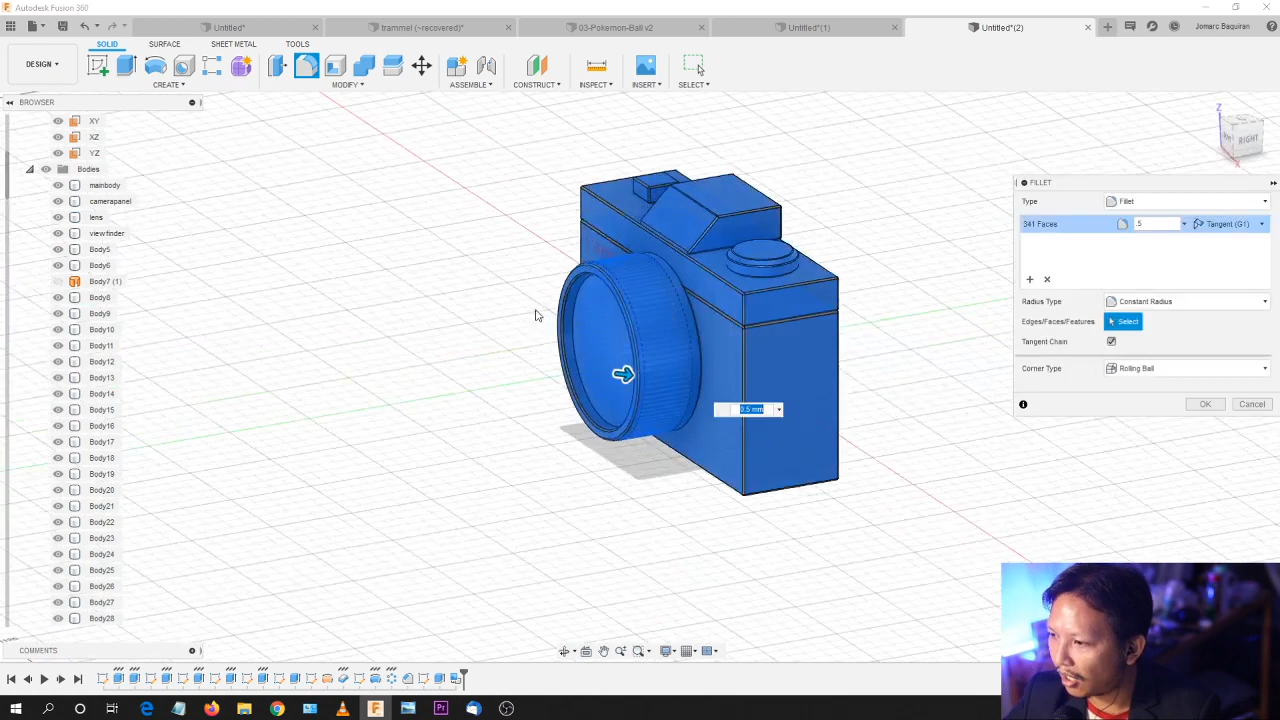 Autodesk Fusion 360
Untitled*
trammel (~recovered)*
03-Pokemon-Ball v2
Untitled*(1)
Untitled*(2)
Jomarc Baquiran
DESIGN
SOLID
SURFACE
SHEET METAL
TOOLS
CREATE
MODIFY
ASSEMBLE
CONSTRUCT
INSPECT
INSERT
SELECT
BROWSER
XY
XZ
YZ
Bodies
mainbody
camerapanel
lens
viewfinder
Body5
Body6
Body7 (1)
Body8
Body9
Body10
Body11
Body12
Body13
Body14
Body15
Body16
Body17
Body18
Body19
Body20
Body21
Body22
Body23
Body24
Body25
Body26
Body27
Body28
COMMENTS
Z
RIGHT
X
FILLET
Type
Fillet
341 Faces
.5
Tangent (G1)
Radius Type
Constant Radius
Edges/Faces/Features
Select
Tangent Chain
Corner Type
Rolling Ball
OK
Cancel
0.5 mm